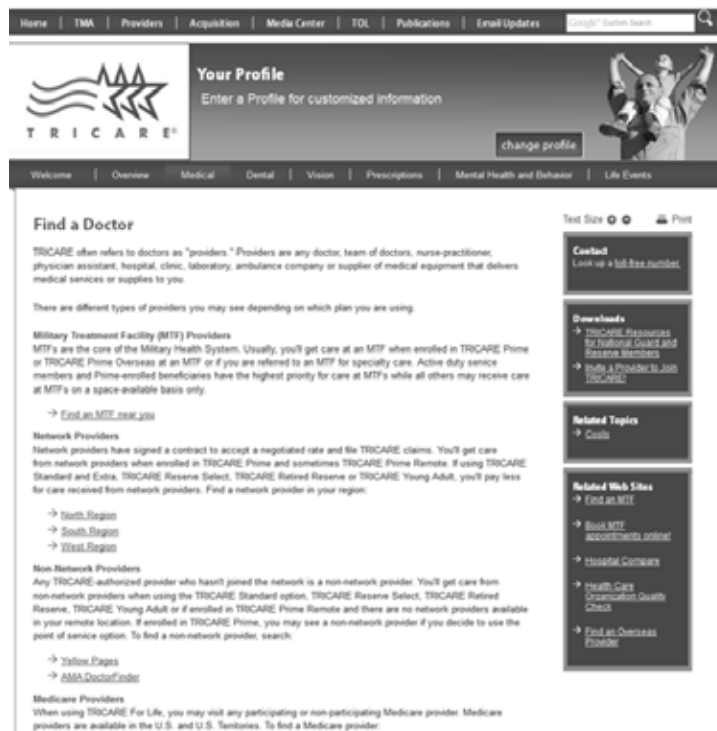 Home | TMA | Providers | Acquisition | Media Center | TOL | Publications | Email Updates
Google™ Custom Search
TRICARE®
Your Profile
Enter a Profile for customized information
change profile
Welcome | Overview Medical Dental | Vision | Prescriptions | Mental Health and Behavior | Life Events
Find a Doctor
TRICARE often refers to doctors as "providers." Providers are any doctor, team of doctors, nurse-practitioner,
physician assistant, hospital, clinic, laboratory, ambulance company or supplier of medical equipment that delivers
medical services or supplies to you.
There are different types of providers you may see depending on which plan you are using.
Military Treatment Facility (MTF) Providers
MTFs are the core of the Military Health System. Usually, you'll get care at an MTF when enrolled in TRICARE Prime
or TRICARE Prime Overseas at an MTF or if you are referred to an MTF for specialty care. Active duty service
members and Prime-enrolled beneficiaries have the highest priority for care at MTFs while all others may receive care
at MTFs on a space-available basis only.
→ Find an MTF near you
Network Providers
Network providers have signed a contract to accept a negotiated rate and file TRICARE claims. You'll get care
from network providers when enrolled in TRICARE Prime and sometimes TRICARE Prime Remote. If using TRICARE
Standard and Extra, TRICARE Reserve Select, TRICARE Retired Reserve or TRICARE Young Adult, you'll pay less
for care received from network providers. Find a network provider in your region:
→ North Region
→ South Region
→ West Region
Non-Network Providers
Any TRICARE-authorized provider who hasn't joined the network is a non-network provider. You'll get care from
non-network providers when using the TRICARE Standard option, TRICARE Reserve Select, TRICARE Retired
Reserve, TRICARE Young Adult or if enrolled in TRICARE Prime Remote and there are no network providers available
in your remote location. If enrolled in TRICARE Prime, you may see a non-network provider if you decide to use the
point of service option. To find a non-network provider, search:
→ Yellow Pages
→ AMA DoctorFinder
Medicare Providers
When using TRICARE For Life, you may visit any participating or non-participating Medicare provider. Medicare
providers are available in the U.S. and U.S. Territories. To find a Medicare provider:
Text Size Print
Contact
Look up a toll-free number.
Downloads
→ TRICARE Resources
for National Guard and
Reserve Members
→ Invite a Provider to Join
TRICARE!
Related Topics
→ Costs
Related Web Sites
→ Find an MTF
→ Book MTF
appointments online!
→ Hospital Compare
→ Health Care
Organization Quality
Check
→ Find an Overseas
Provider